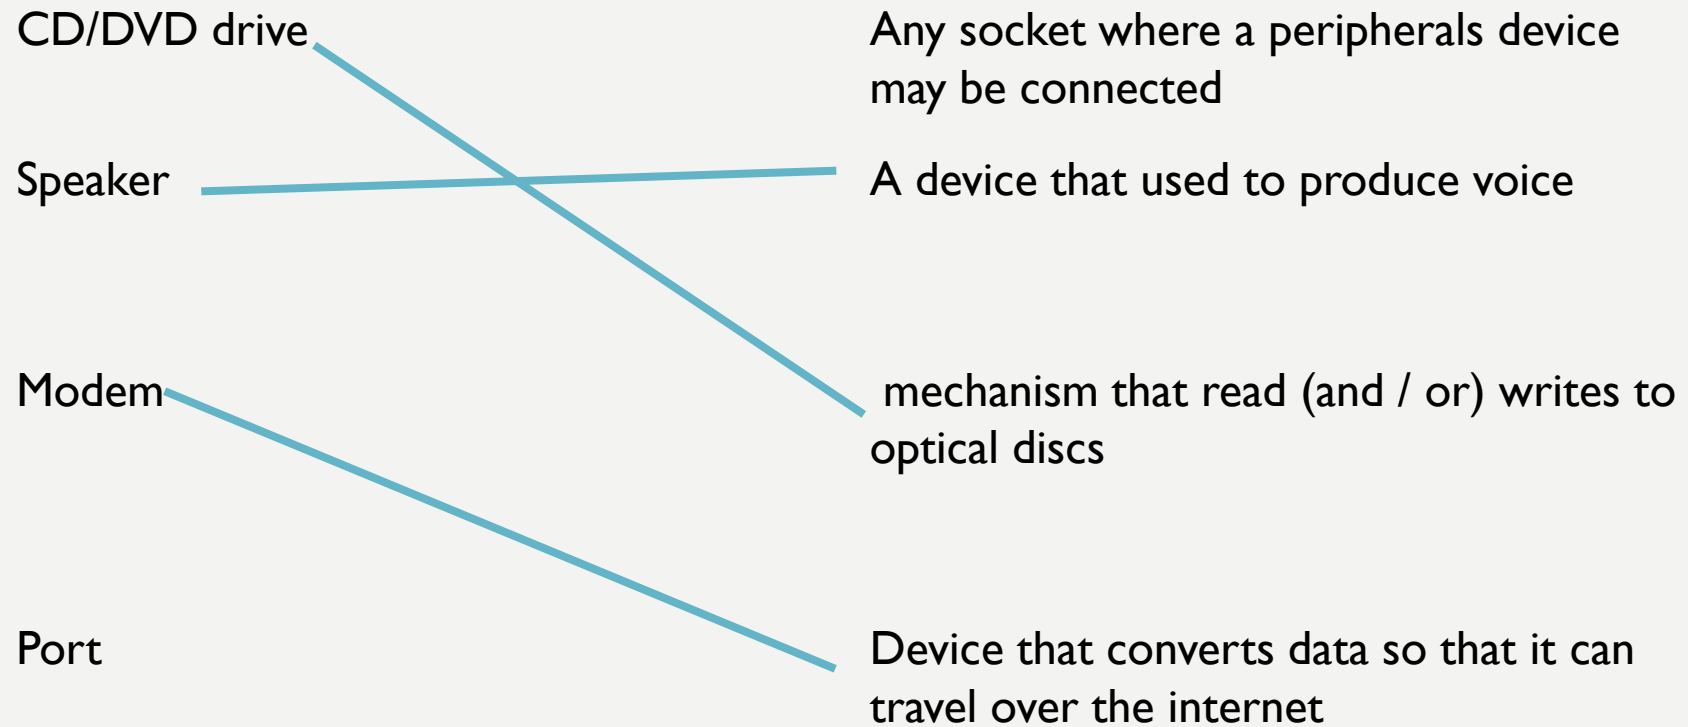 CD/DVD drive
Any socket where a peripherals device
may be connected
Speaker
A device that used to produce voice
Modem
mechanism that read (and / or) writes to
optical discs
Port
Device that converts data so that it can
travel over the internet